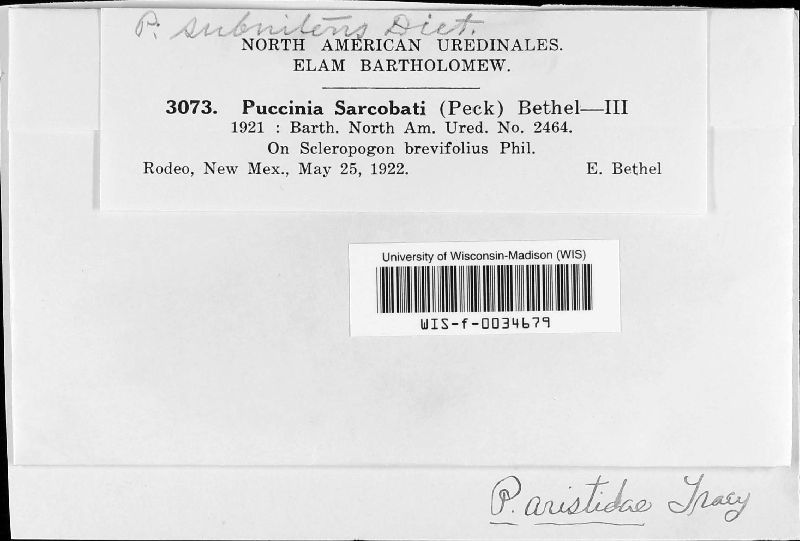 P. subnitens Diet.
NORTH AMERICAN UREDINALES.
ELAM BARTHOLOMEW.
3073. Puccinia Sarcobati (Peck) Bethel—III
1921 : Barth. North Am. Ured. No. 2464.
On Scleropogon brevifolius Phil.
Rodeo, New Mex., May 25, 1922. E. Bethel
University of Wisconsin-Madison (WIS)
WIS-f-0034679
P. aristidae Tracy